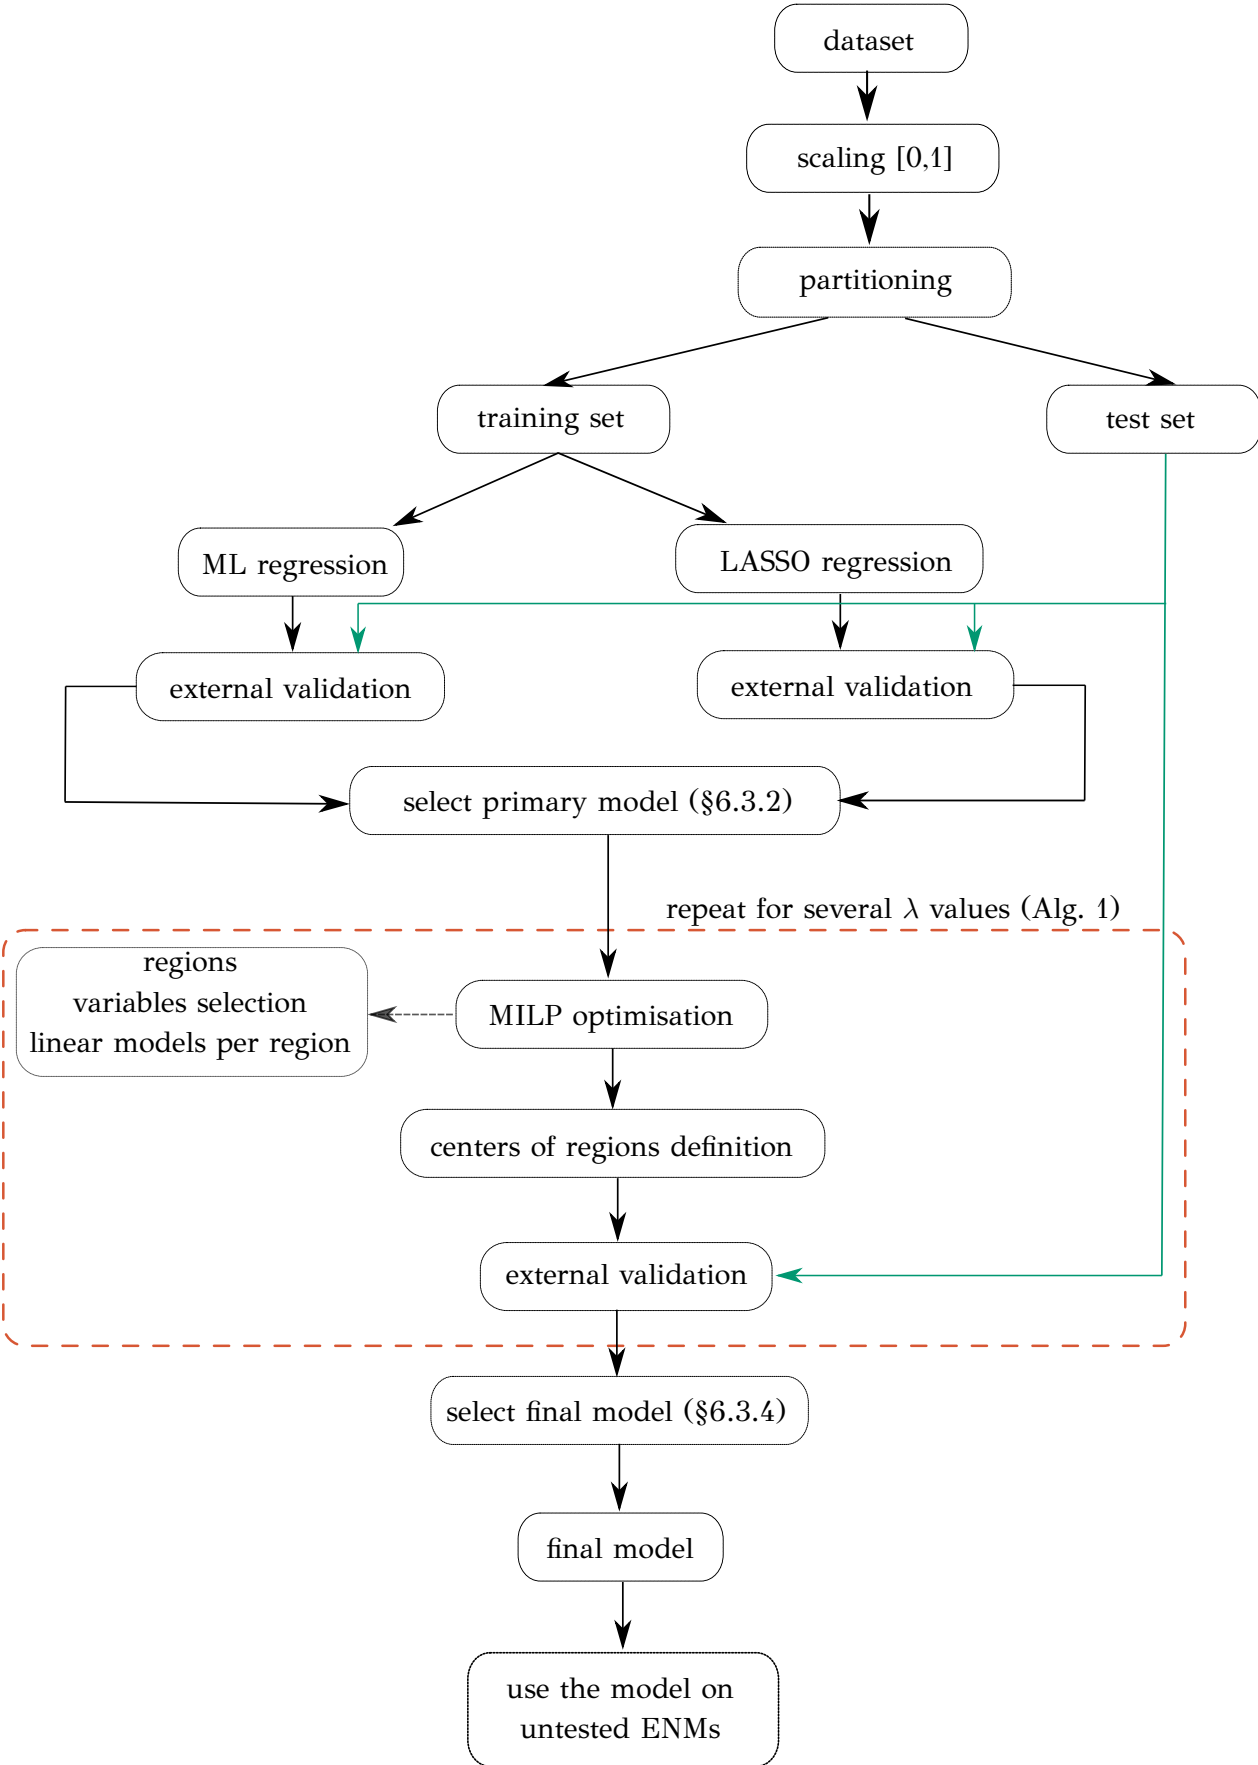 dataset
scaling [0,1]
partitioning
training set
test set
ML regression
LASSO regression
external validation
external validation
select primary model (§6.3.2)
repeat for several λ values (Alg. 1)
regions
variables selection
linear models per region
MILP optimisation
centers of regions definition
external validation
select final model (§6.3.4)
final model
use the model on
untested ENMs